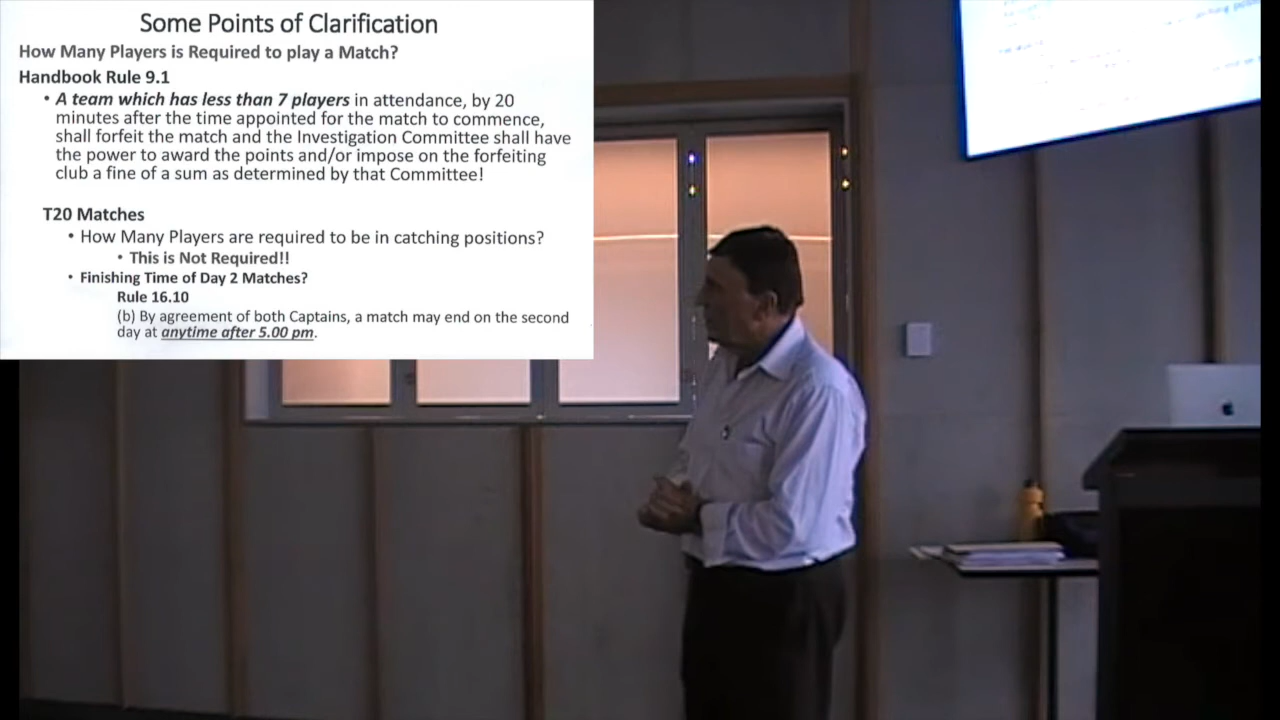 Some Points of Clarification
How Many Players is Required to play a Match?
Handbook Rule 9.1
• A team which has less than 7 players in attendance, by 20
minutes after the time appointed for the match to commence,
shall forfeit the match and the Investigation Committee shall have
the power to award the points and/or impose on the forfeiting
club a fine of a sum as determined by that Committee!
T20 Matches
• How Many Players are required to be in catching positions?
• This is Not Required!!
• Finishing Time of Day 2 Matches?
Rule 16.10
(b) By agreement of both Captains, a match may end on the second
day at anytime after 5.00 pm.